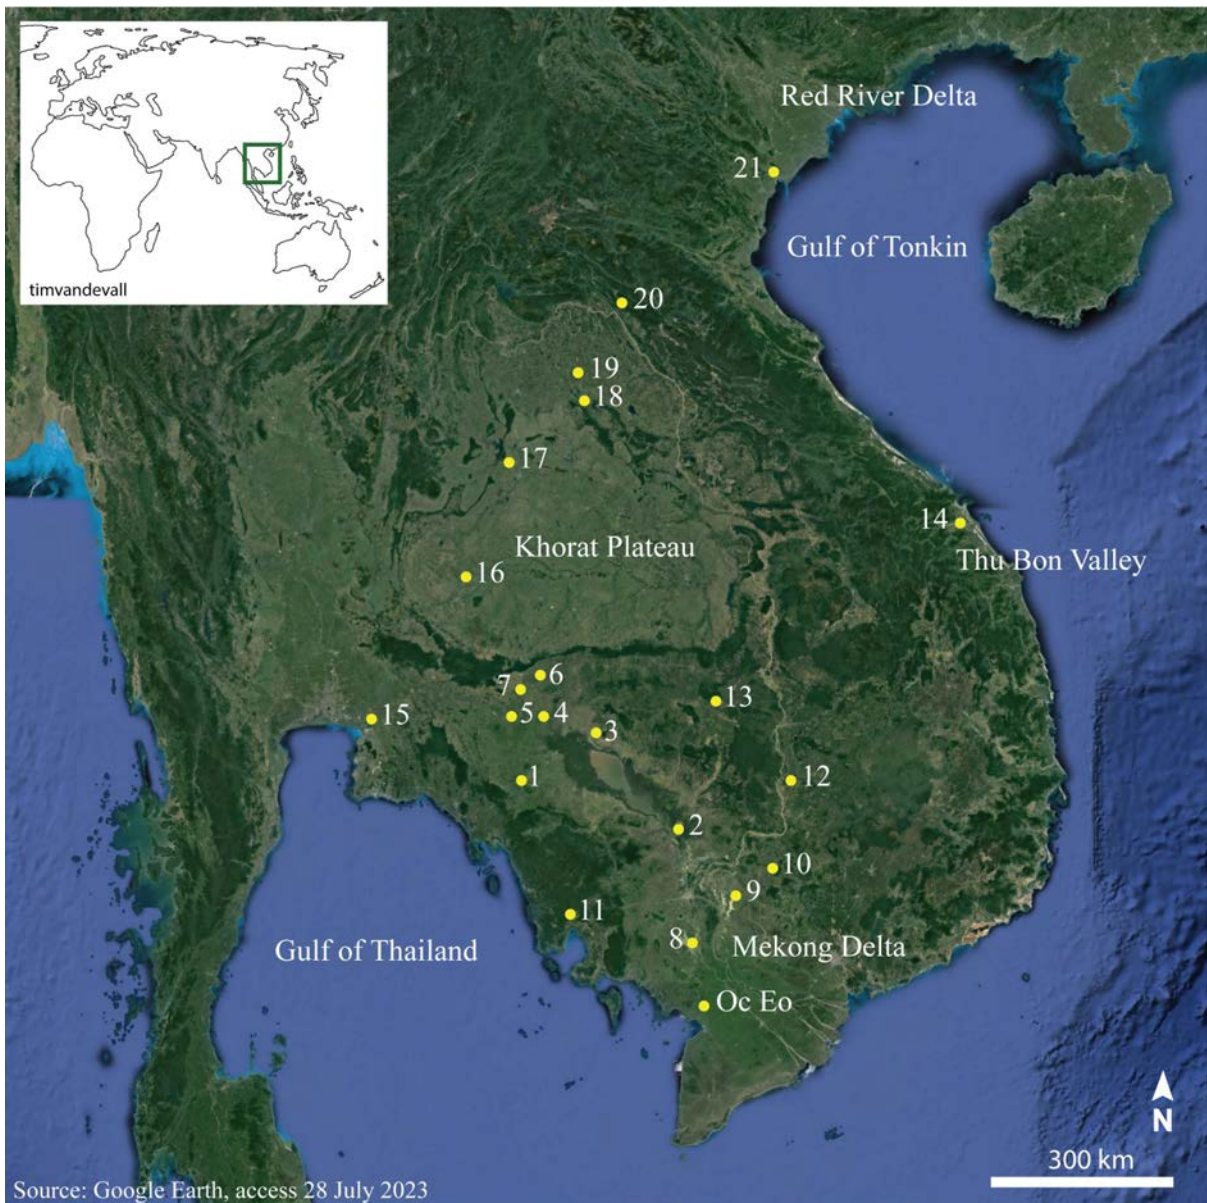 timvandevall
Red River Delta
21
Gulf of Tonkin
20
19
18
17
14
Khorat Plateau
Thu Bon Valley
16
6
7
13
15
5
4
3
1
12
2
10
9
11
8
Mekong Delta
Gulf of Thailand
Oc Eo
N
300 km
Source: Google Earth, access 28 July 2023